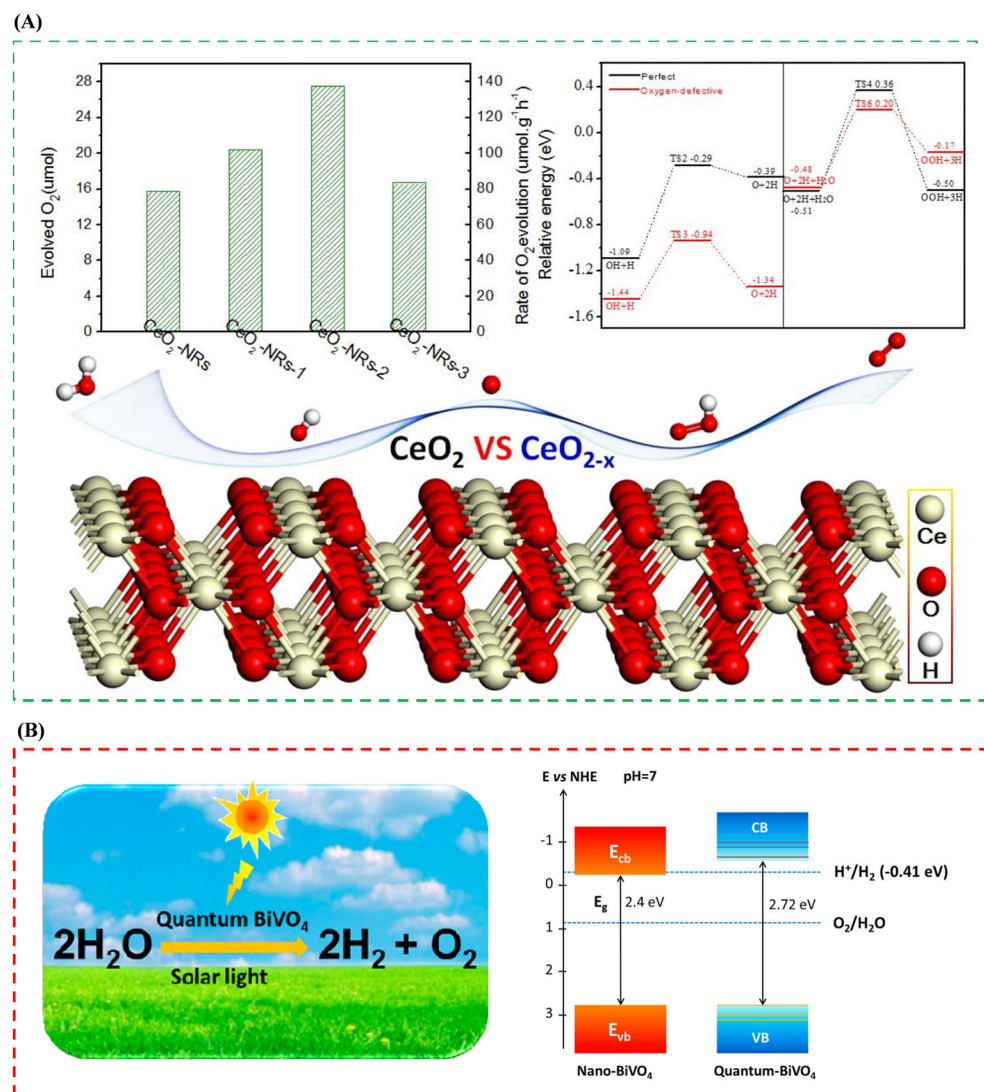 (A)
Evolved O2(umol)
28
24
20
16
12
8
4
0
140
120
100
80
60
40
20
0
Rate of O2evolution (umol.g-1h-1)
CeO2-NRs
CeO2-NRs-1
CeO2-NRs-2
CeO2-NRs-3
Relative energy (eV)
0.4
0.0
-0.4
-0.8
-1.2
-1.6
Perfect
Oxygen-defective
TS4 0.36
TS6 0.20
TS2 -0.29
-0.39
O+2H
-0.48
O+2H+H2O
O+2H+H2O
-0.51
-0.17
OOH+3H
-0.50
OOH+3H
-1.09
OH+H
TS3 -0.94
-1.34
O+2H
-1.44
OH+H
CeO2 VS CeO2-x
Ce
O
H
(B)
Quantum BiVO4
2H2O 2H2 + O2
Solar light
E vs NHE pH=7
-1
0
1
2
3
Ecb
CB
H+/H2 (-0.41 eV)
Eg
2.4 eV
2.72 eV
O2/H2O
Evb
VB
Nano-BiVO4
Quantum-BiVO4